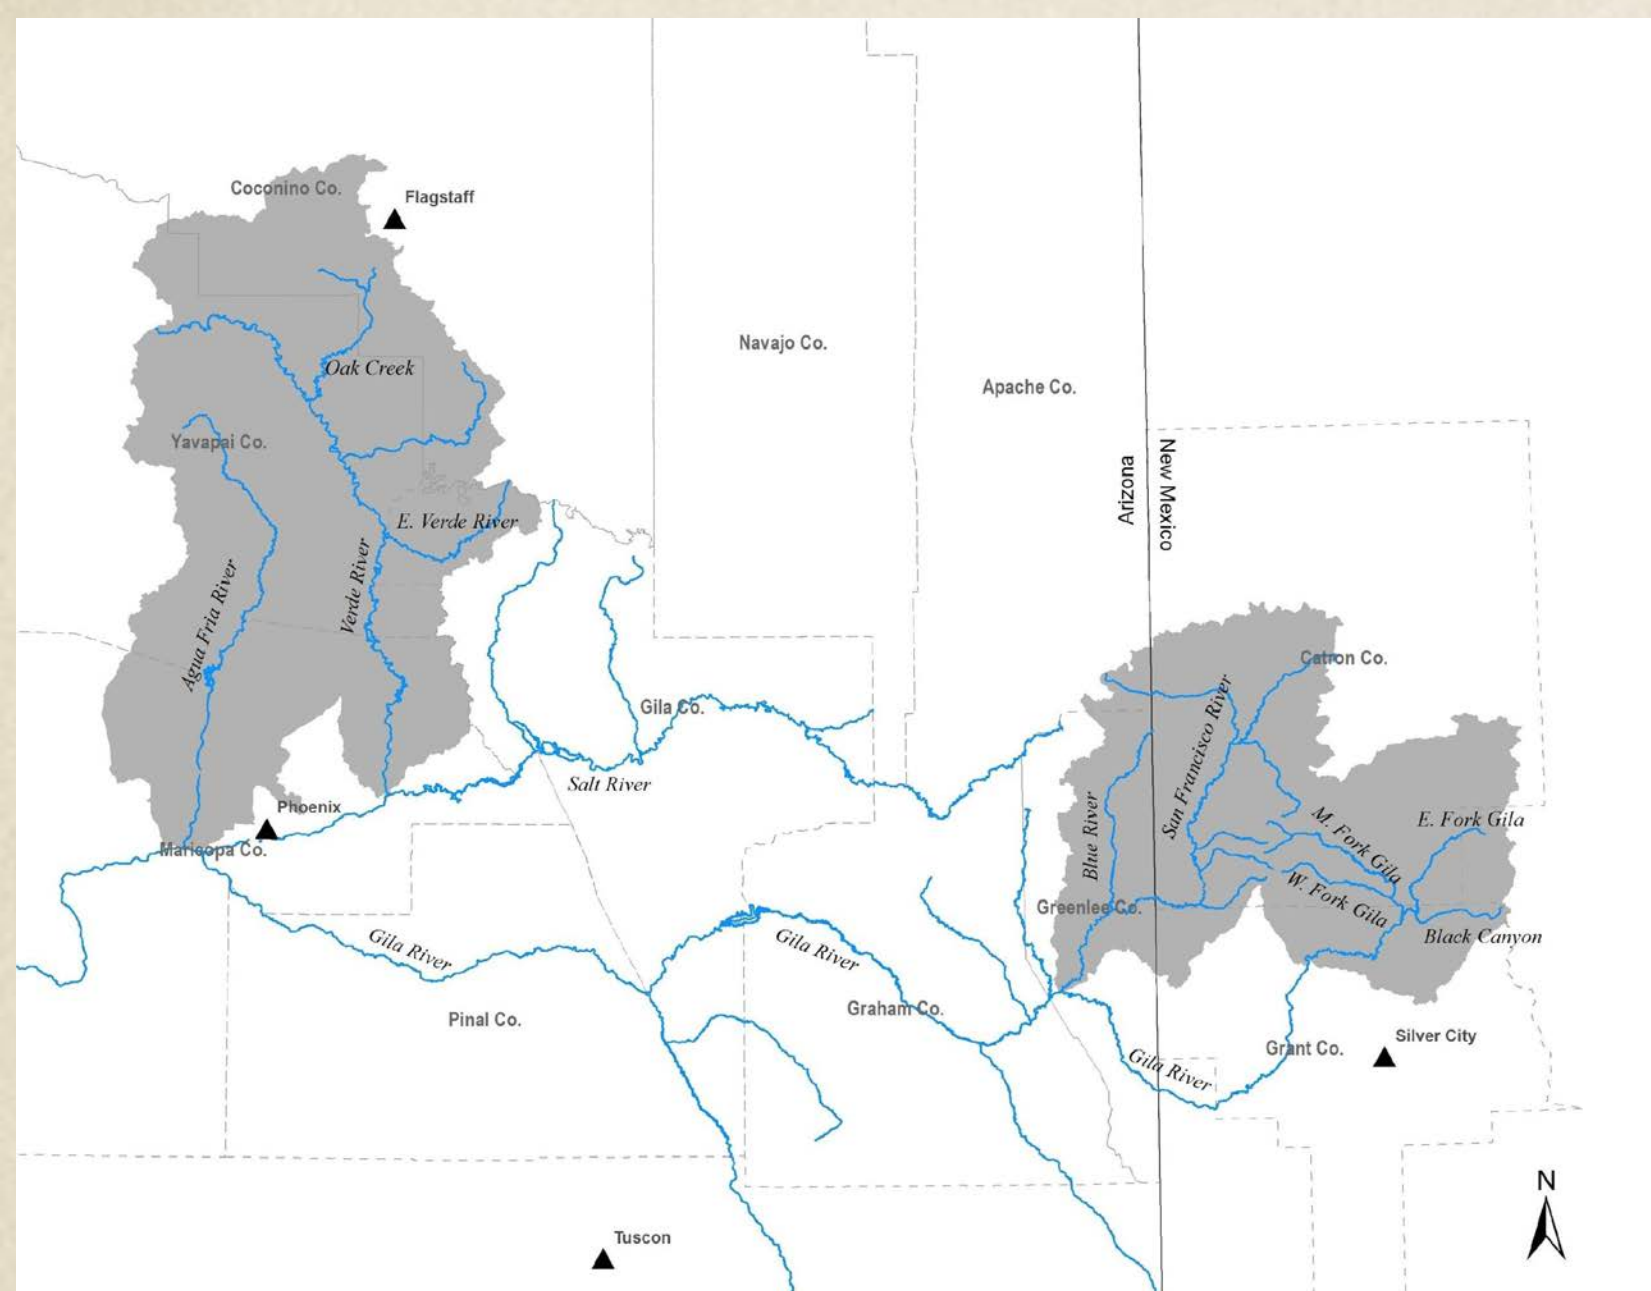 Coconino Co.
Flagstaff
Navajo Co.
Oak Creek
Apache Co.
Yavapai Co.
Arizona
New Mexico
E. Verde River
Verde River
Agua Fria River
Catron Co.
Gila Co.
San Francisco River
Salt River
Phoenix
Blue River
M. Fork Gila
E. Fork Gila
Maricopa Co.
W. Fork Gila
Greenlee Co.
Black Canyon
Gila River
Gila River
Graham Co.
Pinal Co.
Silver City
Grant Co.
Gila River
N
Tuscon